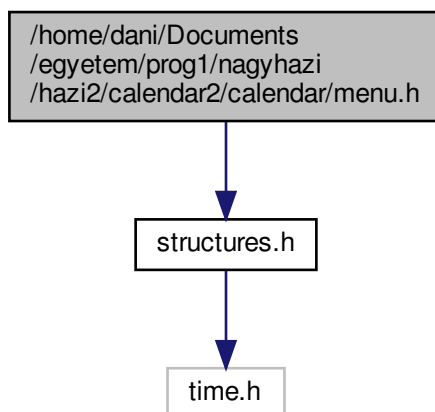 /home/dani/Documents
/egyetem/prog1/nagyhazi
/hazi2/calendar2/calendar/menu.h
structures.h
time.h